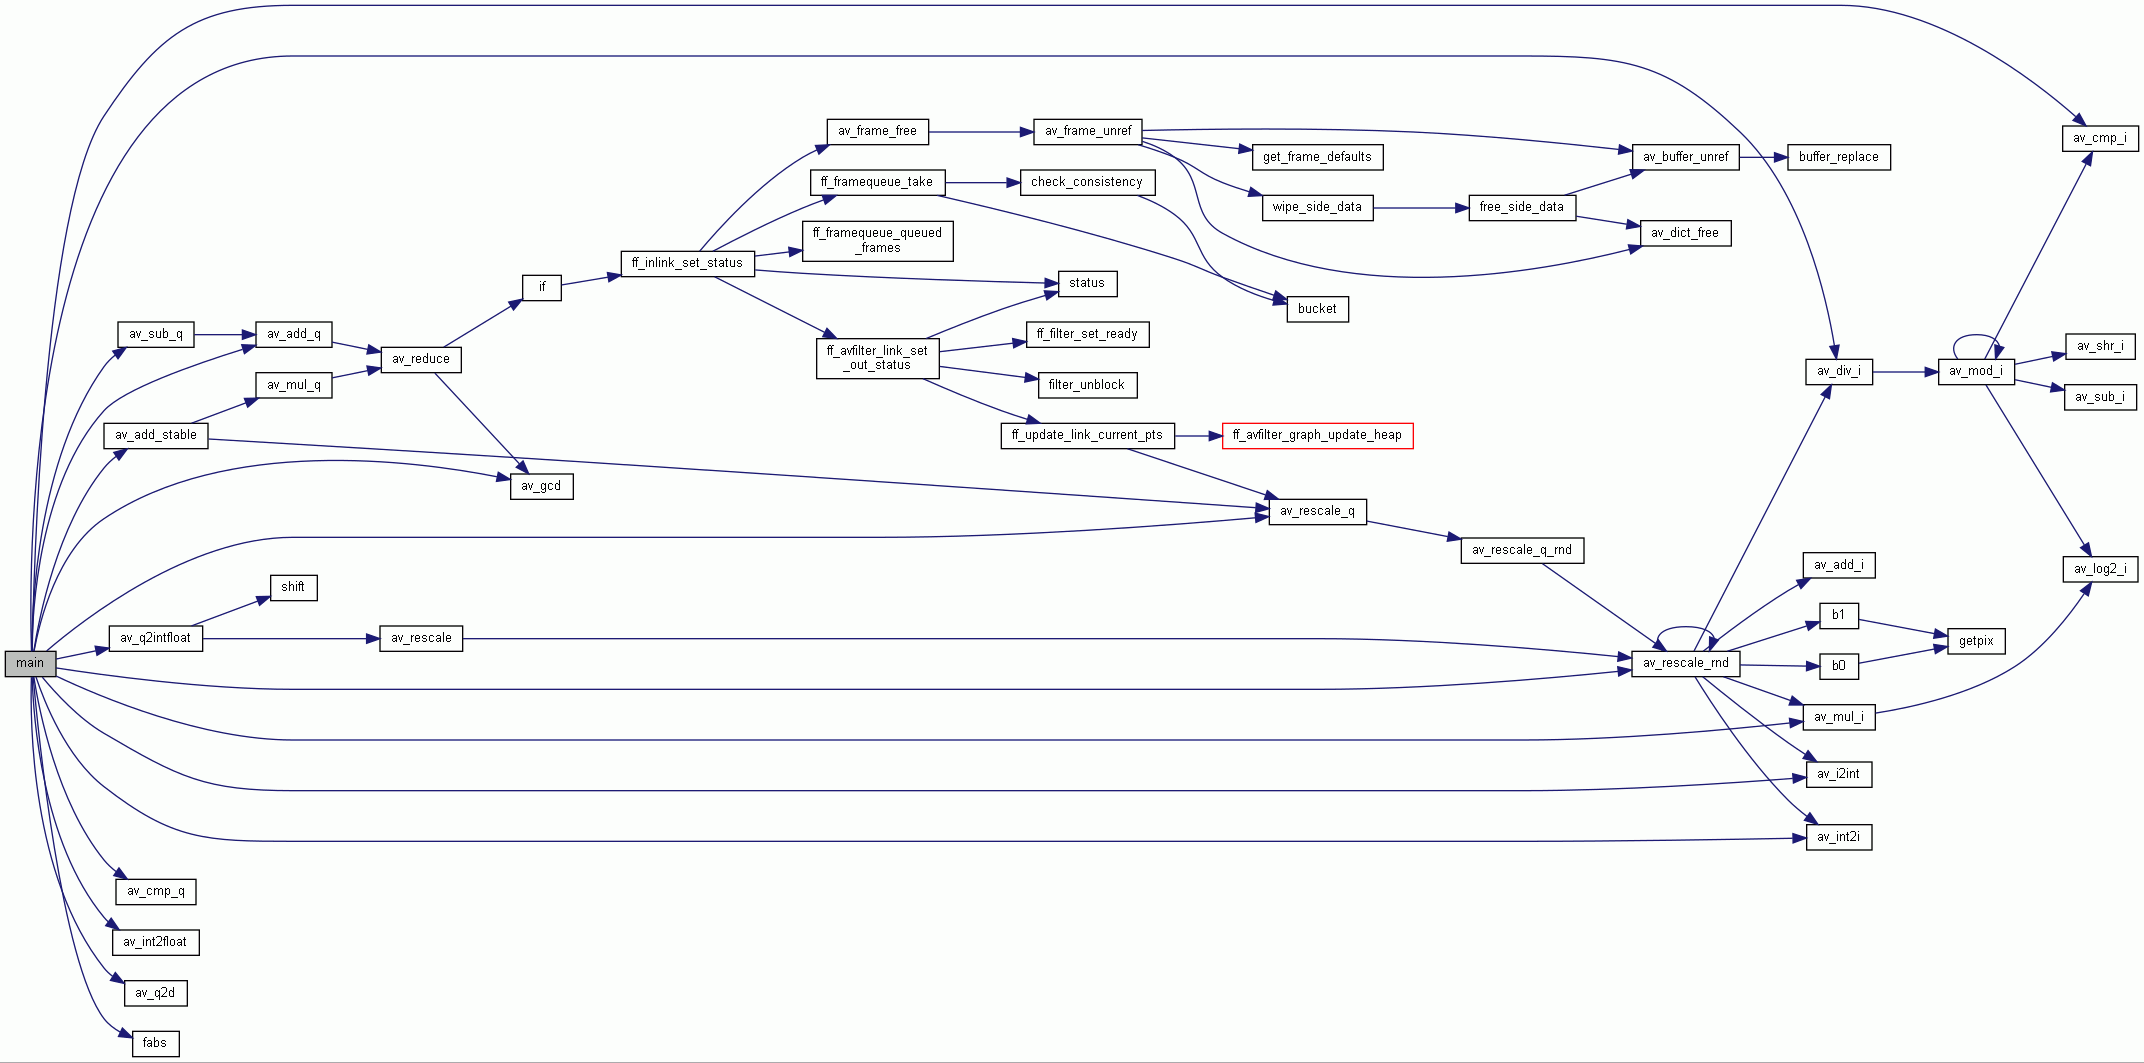 av_cmp_i
av_frame_free
av_frame_unref
get_frame_defaults
av_buffer_unref
buffer_replace
ff_framequeue_take
check_consistency
wipe_side_data
free_side_data
av_dict_free
ff_framequeue_queued
_frames
ff_inlink_set_status
status
if
bucket
av_sub_q
av_add_q
ff_filter_set_ready
av_reduce
ff_avfilter_link_set
_out_status
av_div_i
av_mod_i
av_shr_i
av_mul_q
filter_unblock
av_sub_i
av_add_stable
ff_update_link_current_pts
ff_avfilter_graph_update_heap
av_gcd
av_rescale_q
av_rescale_q_rnd
av_add_i
av_log2_i
shift
b1
av_q2intfloat
av_rescale
getpix
main
av_rescale_rnd
b0
av_mul_i
av_i2int
av_int2i
av_cmp_q
av_int2float
av_q2d
fabs